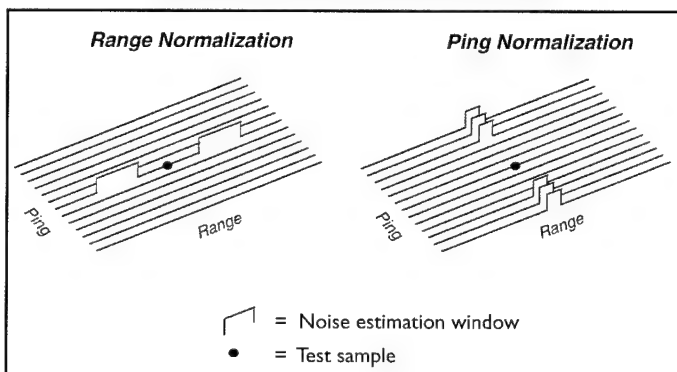 Range Normalization
Ping Normalization
Ping
Range
Ping
Range
= Noise estimation window
= Test sample